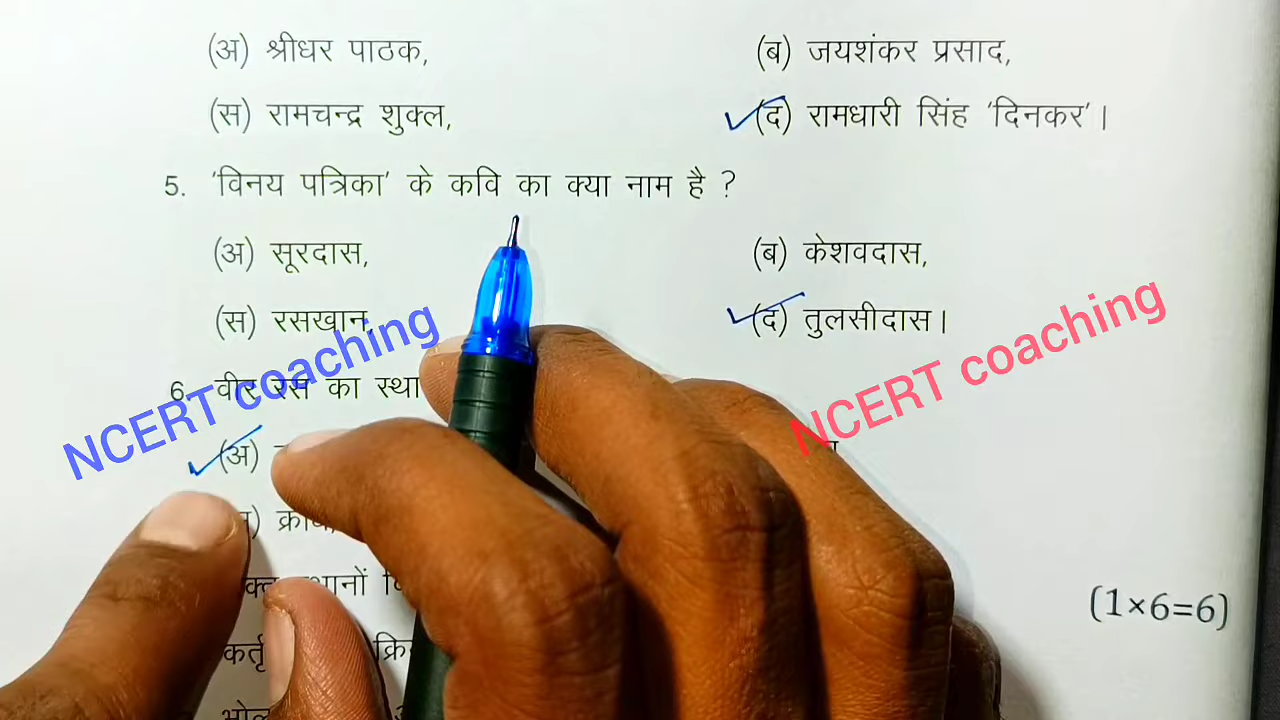 (अ) श्रीधर पाठक, (ब) जयशंकर प्रसाद,
(स) रामचन्द्र शुक्ल, (द) रामधारी सिंह 'दिनकर'।
5. 'विनय पत्रिका' के कवि का क्या नाम है ?
(अ) सूरदास, (ब) केशवदास,
(स) रसखान, (द) तुलसीदास।
NCERT coaching
NCERT coaching
6. वीर रस का
(अ)
(1×6=6)